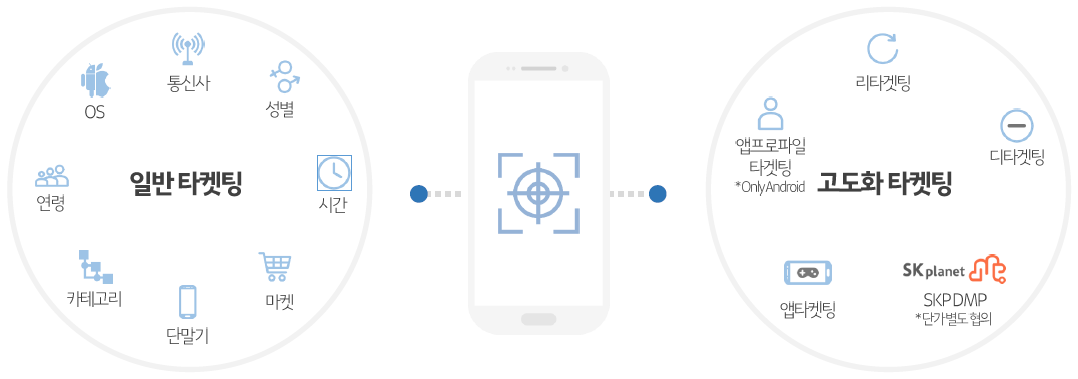 통신사
OS
성별
일반 타켓팅
연령
시간
카테고리
마켓
단말기
리타겟팅
앱프로파일
타겟팅
*Only Android
디타겟팅
고도화 타켓팅
앱타켓팅
SK planet
SKP DMP
*단가 별도 협의